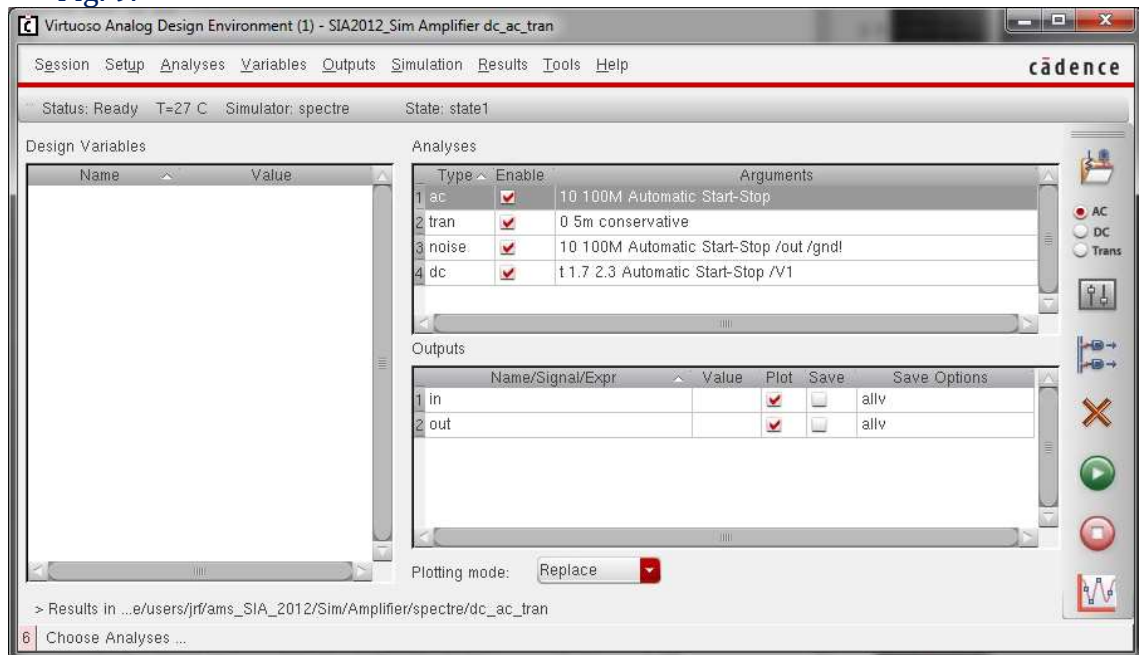 Virtuoso Analog Design Environment (1) - SIA2012_Sim Amplifier dc_ac_tran
Session Setup Analyses Variables Outputs Simulation Results Tools Help
cādence
Status: Ready T=27 C Simulator: spectre State: state1
Design Variables
Name Value
Analyses
Type Enable Arguments
1 ac 10 100M Automatic Start-Stop
2 tran 0 5m conservative
3 noise 10 100M Automatic Start-Stop /out /gnd!
4 dc t 1.7 2.3 Automatic Start-Stop /V1
Outputs
Name/Signal/Expr Value Plot Save Save Options
1 in allv
2 out allv
Plotting mode: Replace
AC
DC
Trans
> Results in ...e/users/jrf/ams_SIA_2012/Sim/Amplifier/spectre/dc_ac_tran
6 Choose Analyses ...